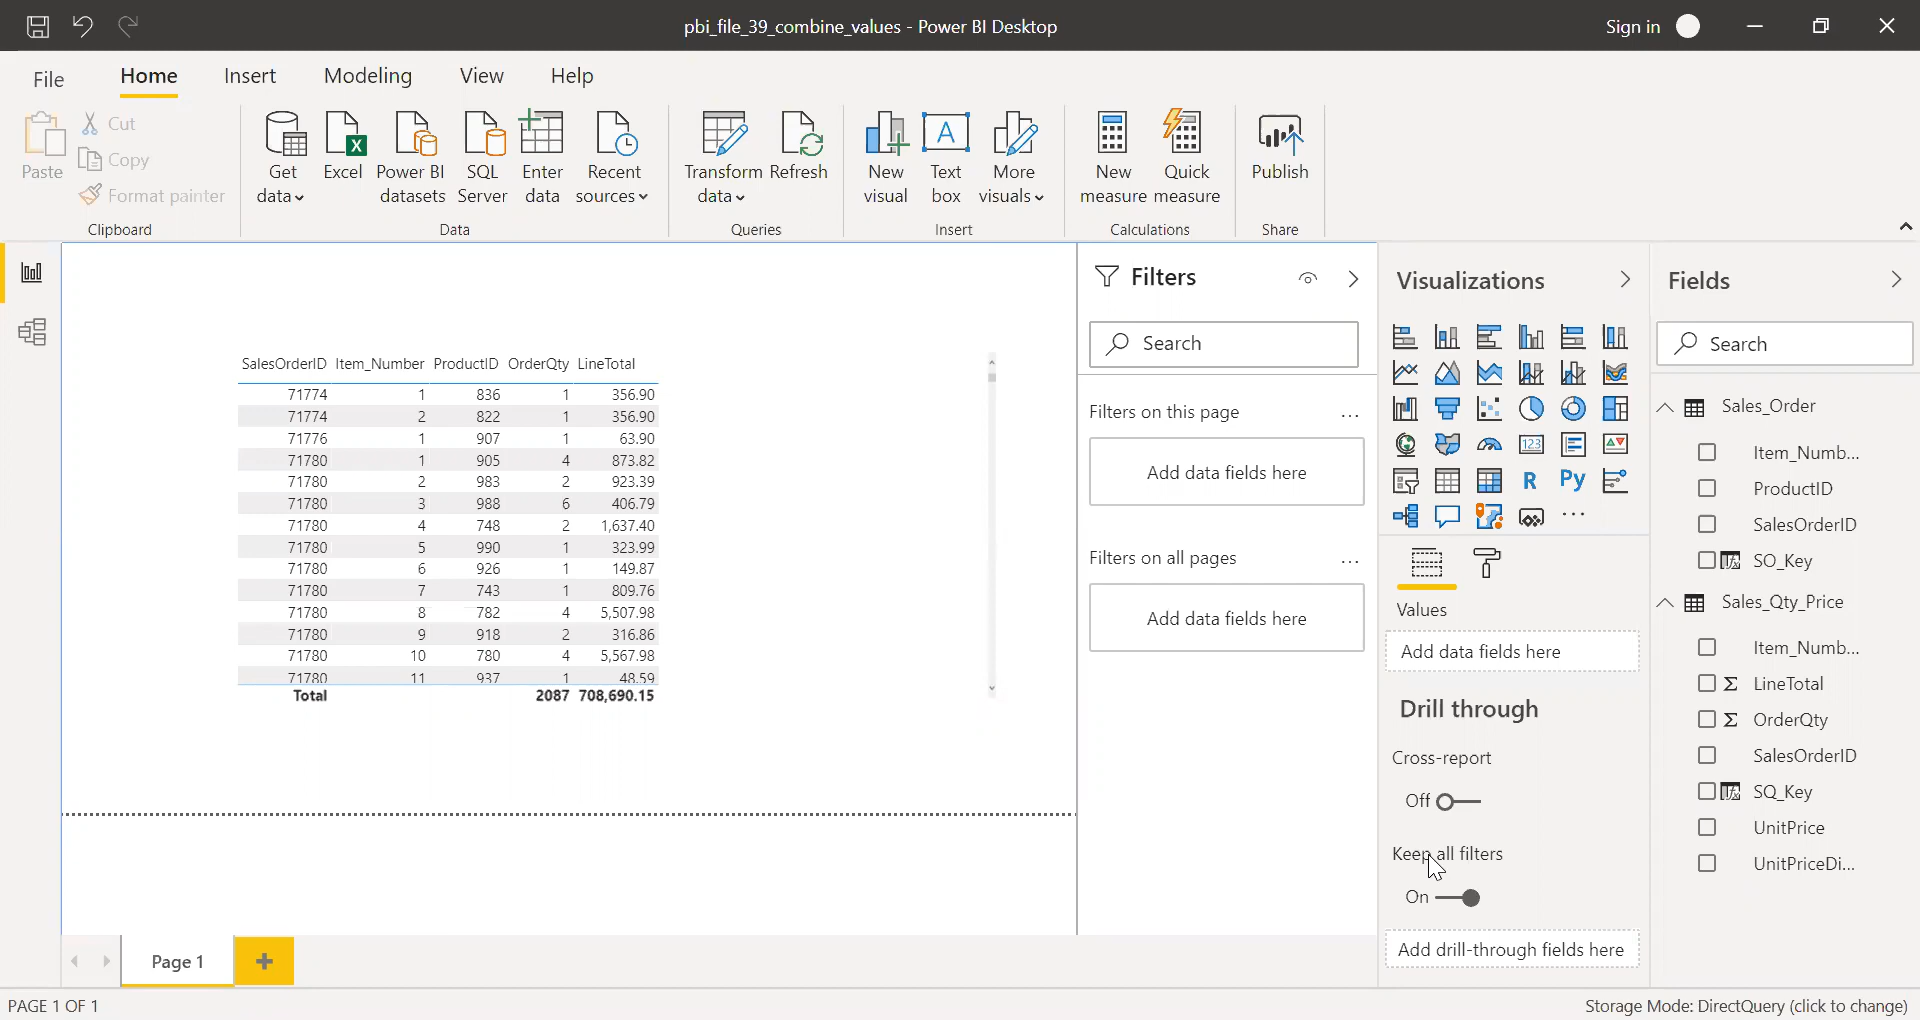 pbi_file_39_combine_values - Power BI Desktop
Sign in
File Home Insert Modeling View Help
Paste
Cut
Copy
Format painter
Clipboard
Get data
Excel
Power BI datasets
SQL Server
Enter data
Recent sources
Data
Transform data
Refresh
Queries
New visual
Text box
More visuals
Insert
New measure
Quick measure
Calculations
Publish
Share
SalesOrderID Item_Number ProductID OrderQty LineTotal
71774 1 836 1 356.90
71774 2 822 1 356.90
71776 1 907 1 63.90
71780 1 905 4 873.82
71780 2 983 2 923.39
71780 3 988 6 406.79
71780 4 748 2 1,637.40
71780 5 990 1 323.99
71780 6 926 1 149.87
71780 7 743 1 809.76
71780 8 782 4 5,507.98
71780 9 918 2 316.86
71780 10 780 4 5,567.98
71780 11 937 1 48.59
Total 2087 708,690.15
Filters
Search
Filters on this page ...
Add data fields here
Filters on all pages ...
Add data fields here
Visualizations
123
R
Py
...
Values
Add data fields here
Drill through
Cross-report
Off
Keep all filters
On
Add drill-through fields here
Fields
Search
Sales_Order
Item_Numb...
ProductID
SalesOrderID
SO_Key
Sales_Qty_Price
Item_Numb...
LineTotal
OrderQty
SalesOrderID
SQ_Key
UnitPrice
UnitPriceDi...
Page 1
PAGE 1 OF 1
Storage Mode: DirectQuery (click to change)